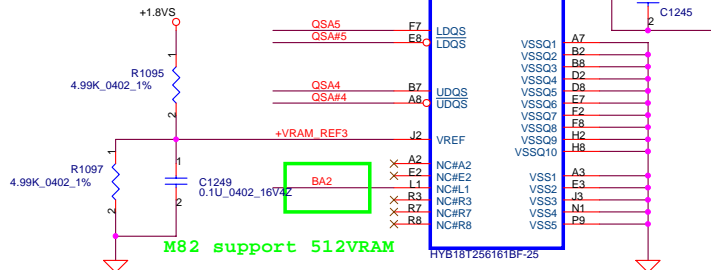 +1.8VS
C1245
2
QSA5
F7
LDQS
A7
VSSQ1
QSA#5
E8
LDQS
B2
VSSQ2
B8
VSSQ3
D2
VSSQ4
1
R1095
4.99K_0402_1%
2
QSA4
B7
UDQS
D8
VSSQ5
QSA#4
A8
UDQS
E7
VSSQ6
F2
VSSQ7
F8
VSSQ8
+VRAM_REF3
J2
VREF
H2
VSSQ9
H8
VSSQ10
1
R1097
4.99K_0402_1%
2
1
C1249
0.1U_0402_16V4Z
2
A2
NC#A2
E2
NC#E2
BA2
L1
NC#L1
R3
NC#R3
R7
NC#R7
R8
NC#R8
A3
VSS1
E3
VSS2
J3
VSS3
N1
VSS4
P9
VSS5
M82 support 512VRAM
HYB18T256161BF-25